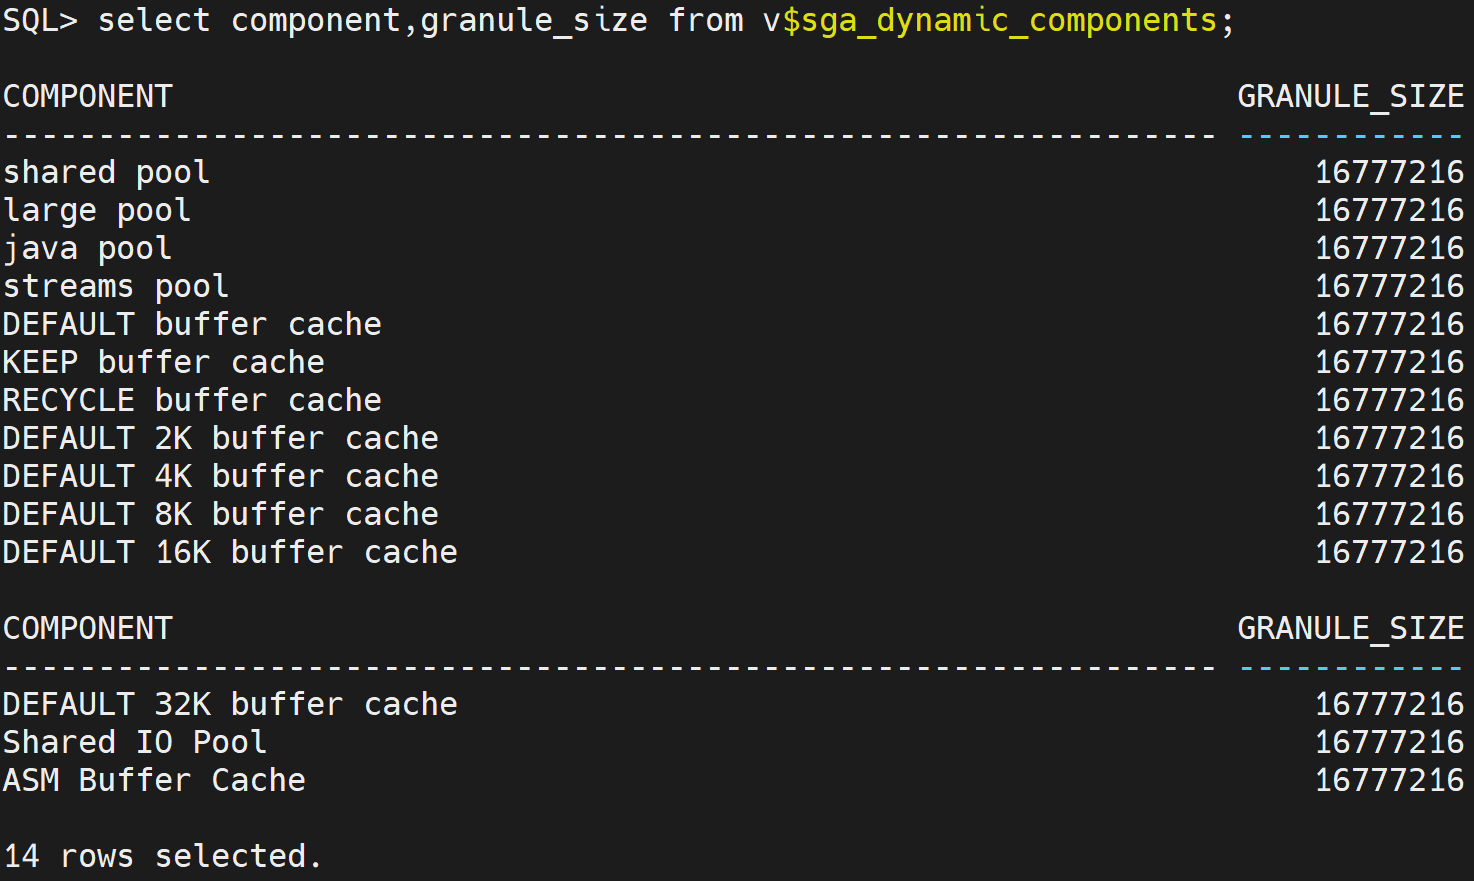 SQL> select component,granule_size from v$sga_dynamic_components;
COMPONENT GRANULE_SIZE
---------------------------------------------------------------- ------------
shared pool 16777216
large pool 16777216
java pool 16777216
streams pool 16777216
DEFAULT buffer cache 16777216
KEEP buffer cache 16777216
RECYCLE buffer cache 16777216
DEFAULT 2K buffer cache 16777216
DEFAULT 4K buffer cache 16777216
DEFAULT 8K buffer cache 16777216
DEFAULT 16K buffer cache 16777216
COMPONENT GRANULE_SIZE
---------------------------------------------------------------- ------------
DEFAULT 32K buffer cache 16777216
Shared IO Pool 16777216
ASM Buffer Cache 16777216
14 rows selected.